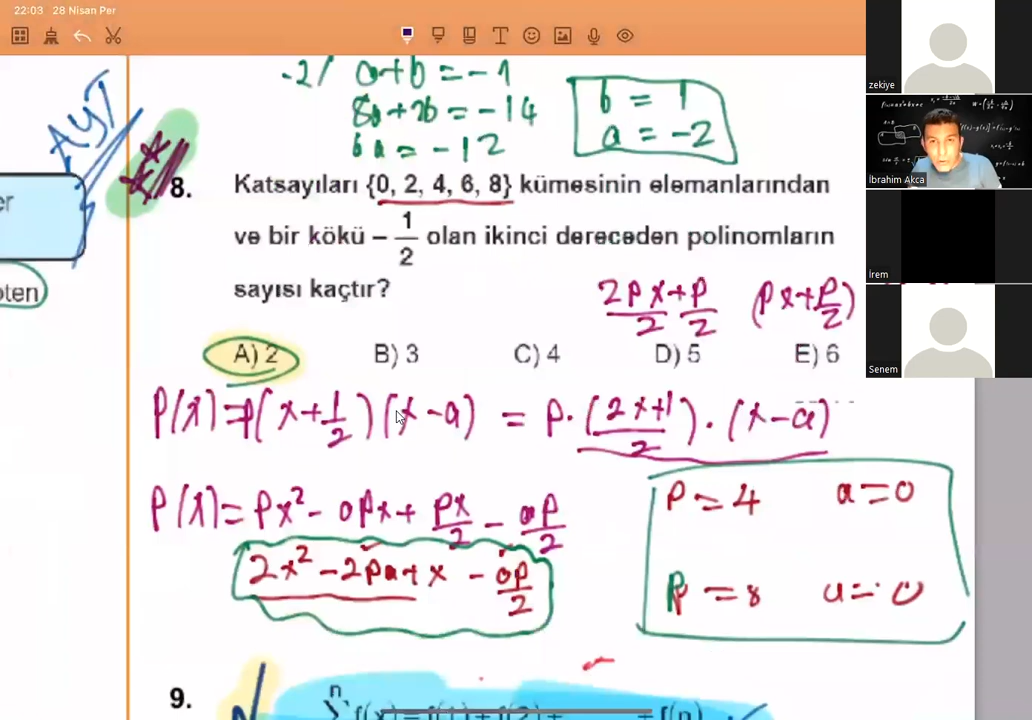 22:03 28 Nisan Per
zekiye
İbrahim Akca
İrem
Senem
AYT
-2/ a+b = -1
8a+2b = -14
6a = -12
b = 1
a = -2
8. Katsayıları {0, 2, 4, 6, 8} kümesinin elemanlarından
ve bir kökü – 1/2 olan ikinci dereceden polinomların
sayısı kaçtır?
2px/2 + p/2 (px+p/2)
A) 2 B) 3 C) 4 D) 5 E) 6
P(x)=p(x+1/2)(x-a) = p.(2x+1/2).(x-a)
P(x)=px²-apx+px/2-ap/2
2x²-2pa+x-ap/2
p=4 a=0
p=8 a=0
9.